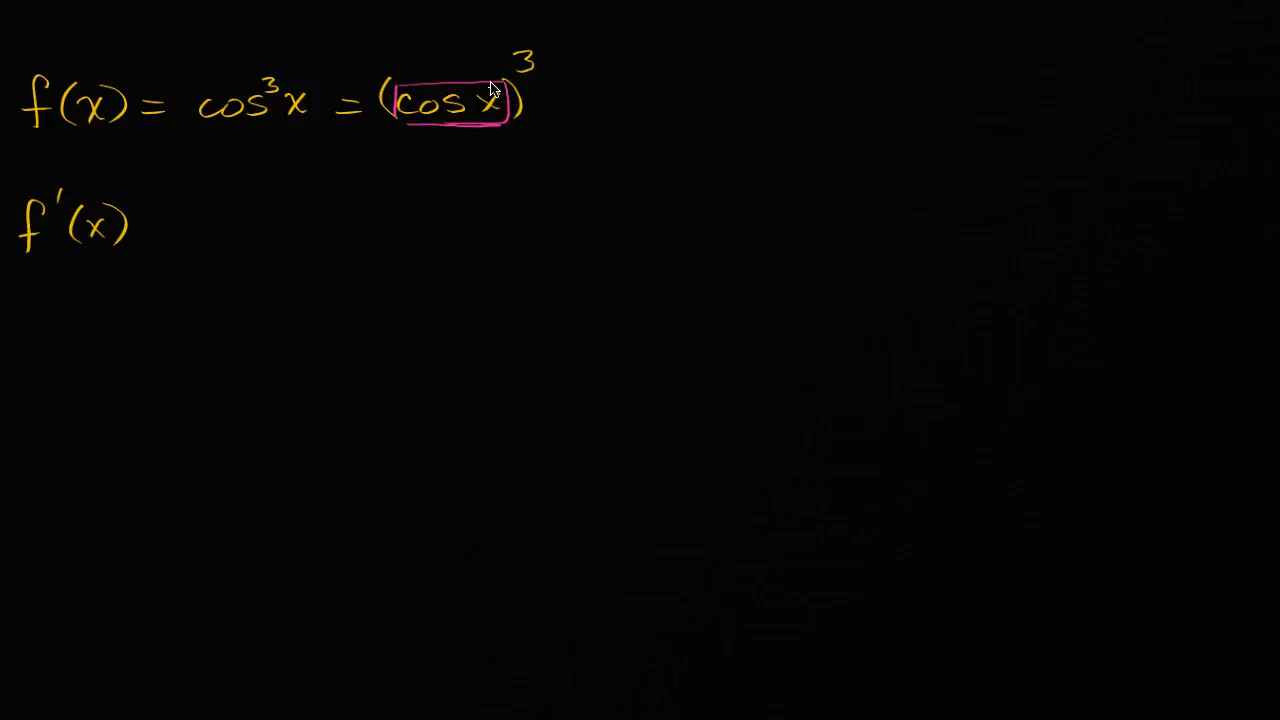 f(x) = cos³x = (cos x)³
f'(x)